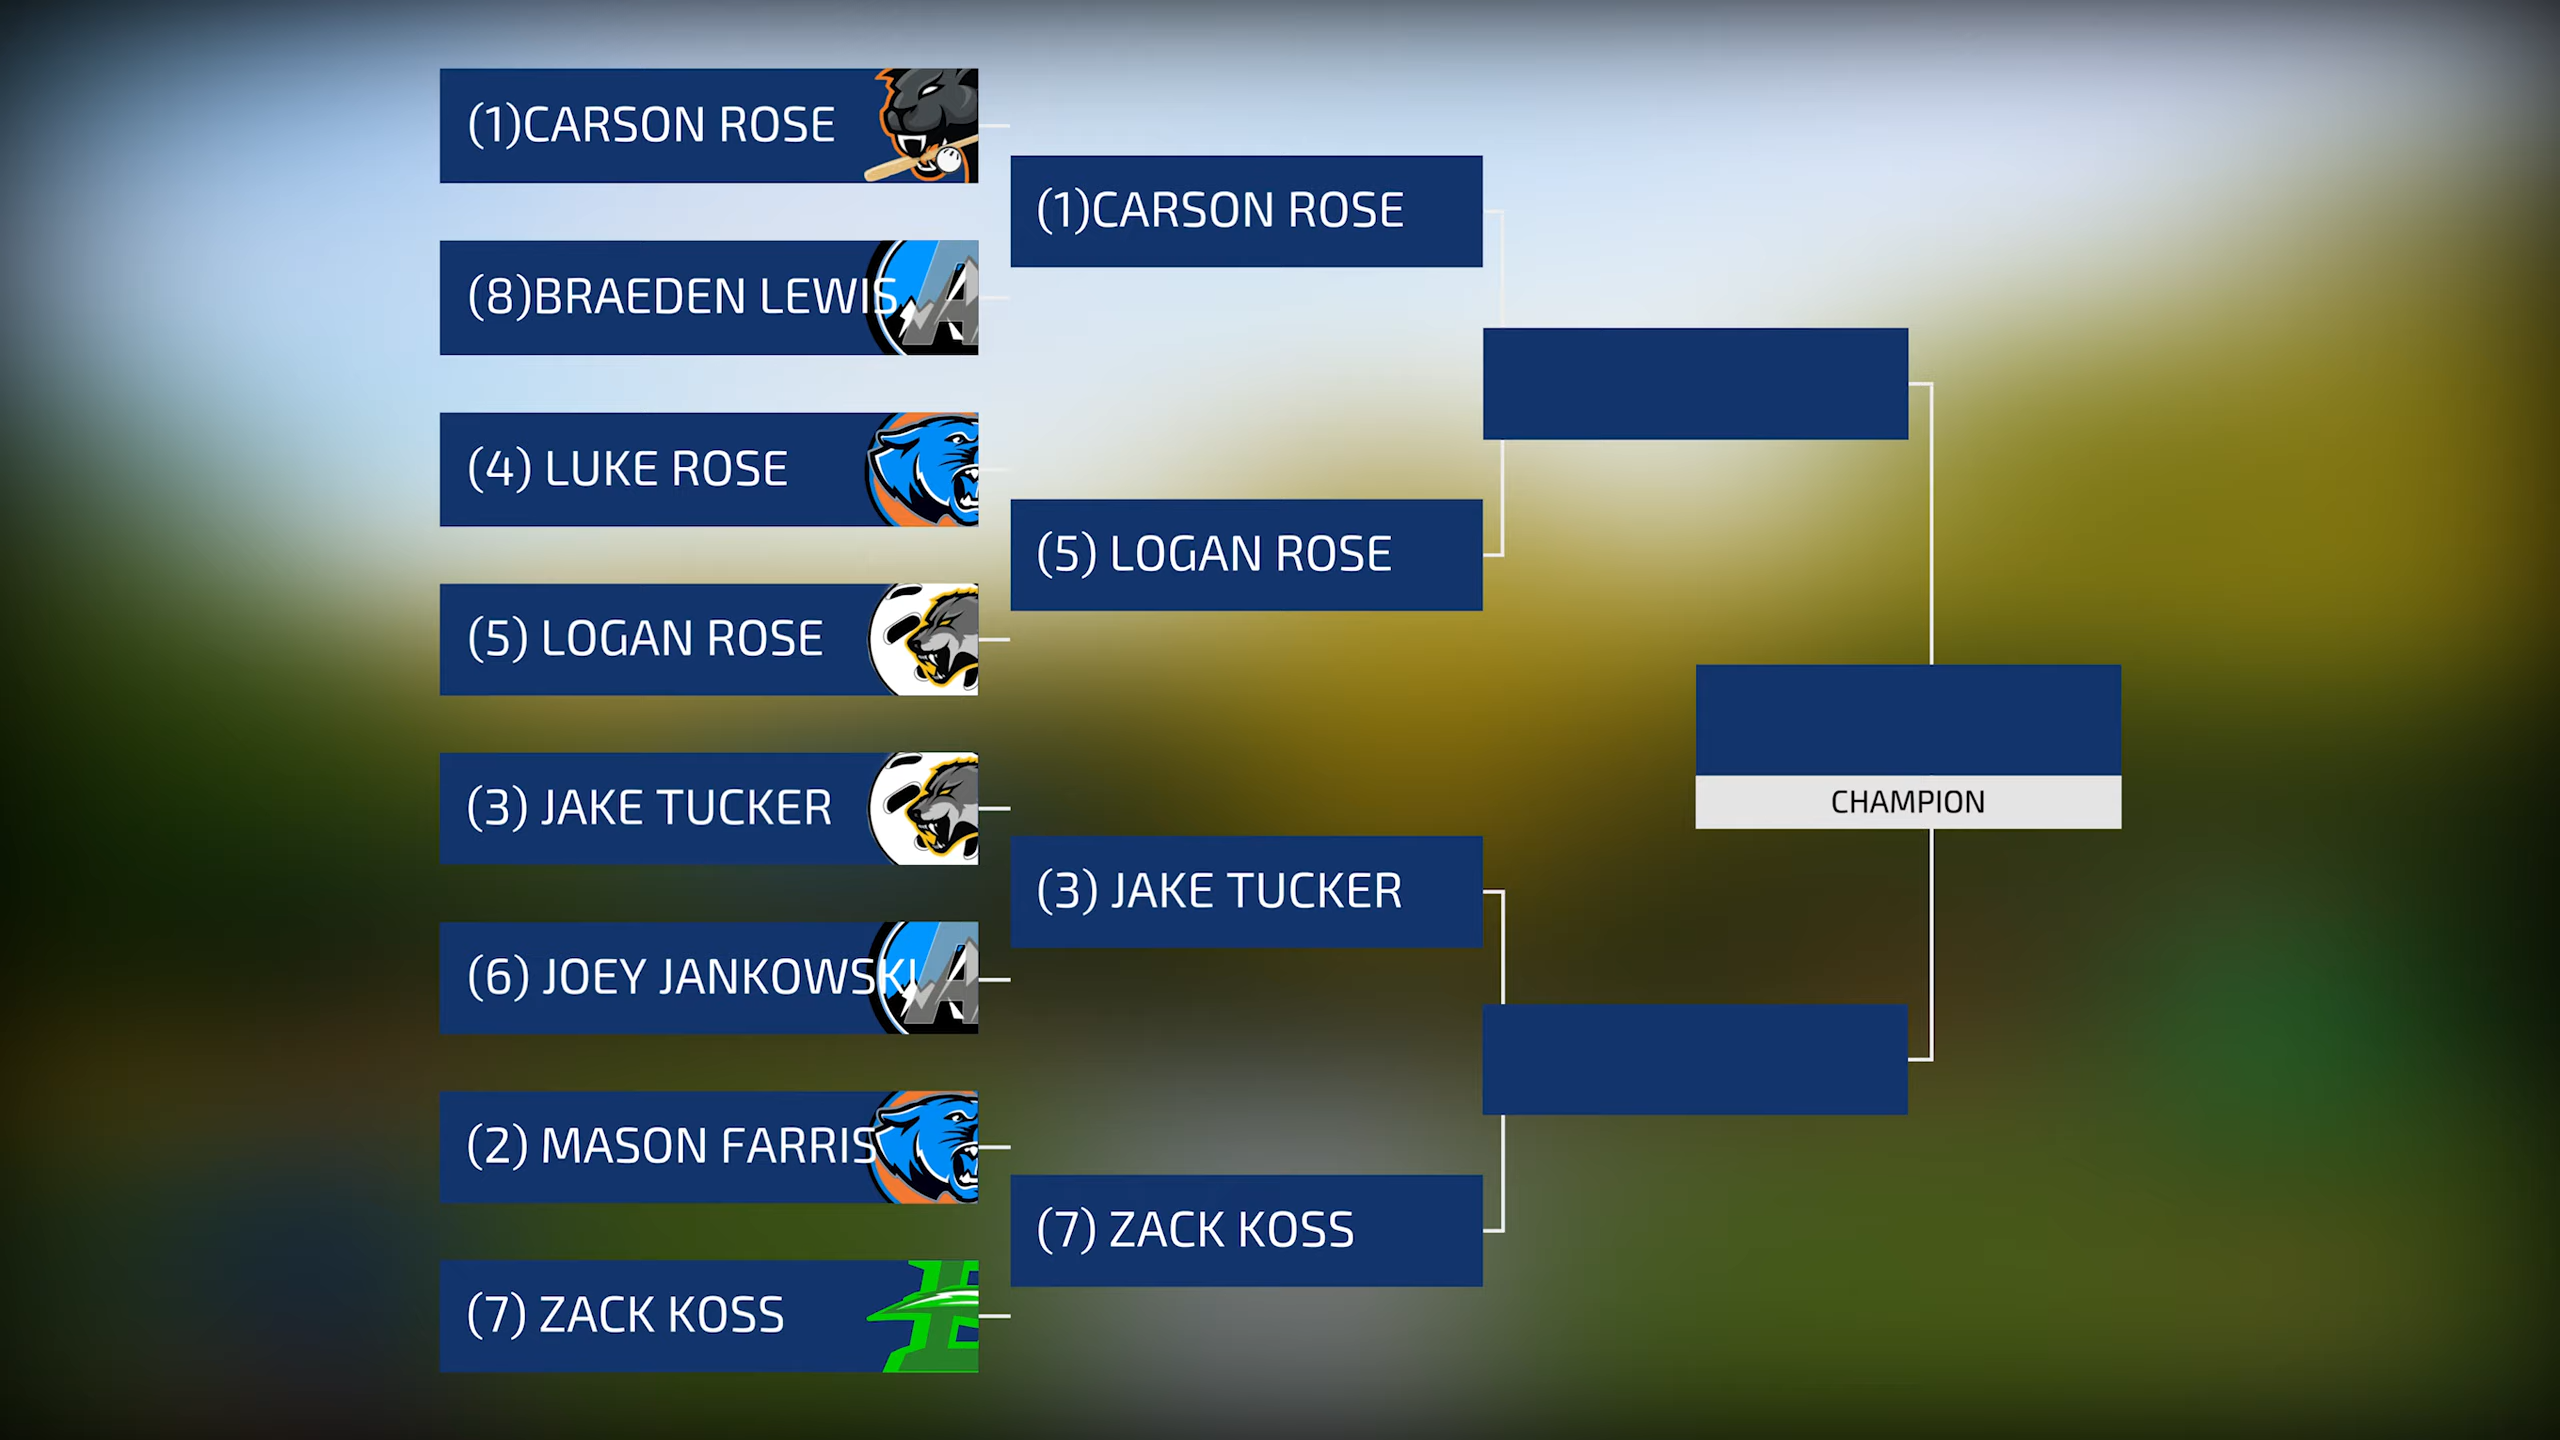 (1)CARSON ROSE
(8)BRAEDEN LEWIS
(4) LUKE ROSE
(5) LOGAN ROSE
(3) JAKE TUCKER
(6) JOEY JANKOWSKI
(2) MASON FARRIS
(7) ZACK KOSS
(1)CARSON ROSE
(5) LOGAN ROSE
(3) JAKE TUCKER
(7) ZACK KOSS
CHAMPION